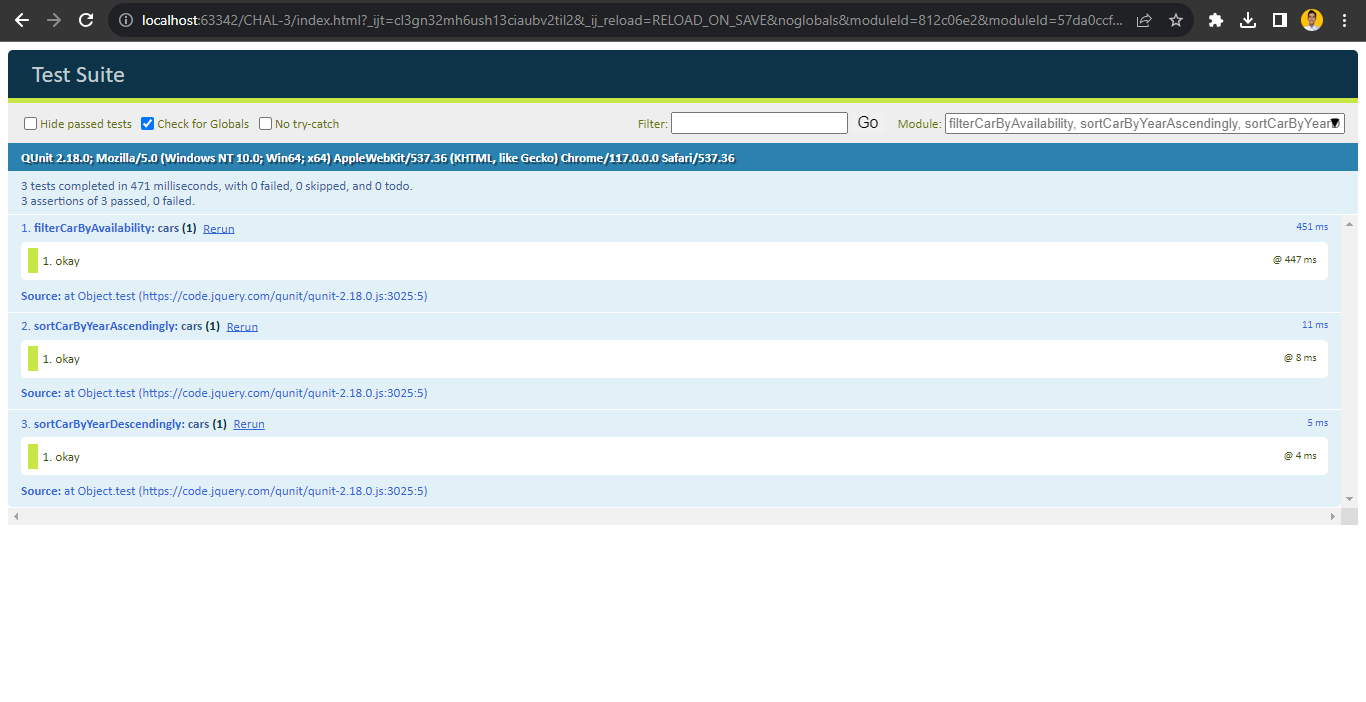 localhost:63342/CHAL-3/index.html?_ijt=cl3gn32mh6ush13ciaubv2til2&_ij_reload=RELOAD_ON_SAVE&noglobals&moduleId=812c06e2&moduleId=57da0ccf...
Test Suite
Hide passed tests Check for Globals No try-catch Filter: Go Module: filterCarByAvailability, sortCarByYearAscendingly, sortCarByYearD
QUnit 2.18.0; Mozilla/5.0 (Windows NT 10.0; Win64; x64) AppleWebKit/537.36 (KHTML, like Gecko) Chrome/117.0.0.0 Safari/537.36
3 tests completed in 471 milliseconds, with 0 failed, 0 skipped, and 0 todo.
3 assertions of 3 passed, 0 failed.
1. filterCarByAvailability: cars (1) Rerun 451 ms
1. okay @ 447 ms
Source: at Object.test (https://code.jquery.com/qunit/qunit-2.18.0.js:3025:5)
2. sortCarByYearAscendingly: cars (1) Rerun 11 ms
1. okay @ 8 ms
Source: at Object.test (https://code.jquery.com/qunit/qunit-2.18.0.js:3025:5)
3. sortCarByYearDescendingly: cars (1) Rerun 5 ms
1. okay @ 4 ms
Source: at Object.test (https://code.jquery.com/qunit/qunit-2.18.0.js:3025:5)